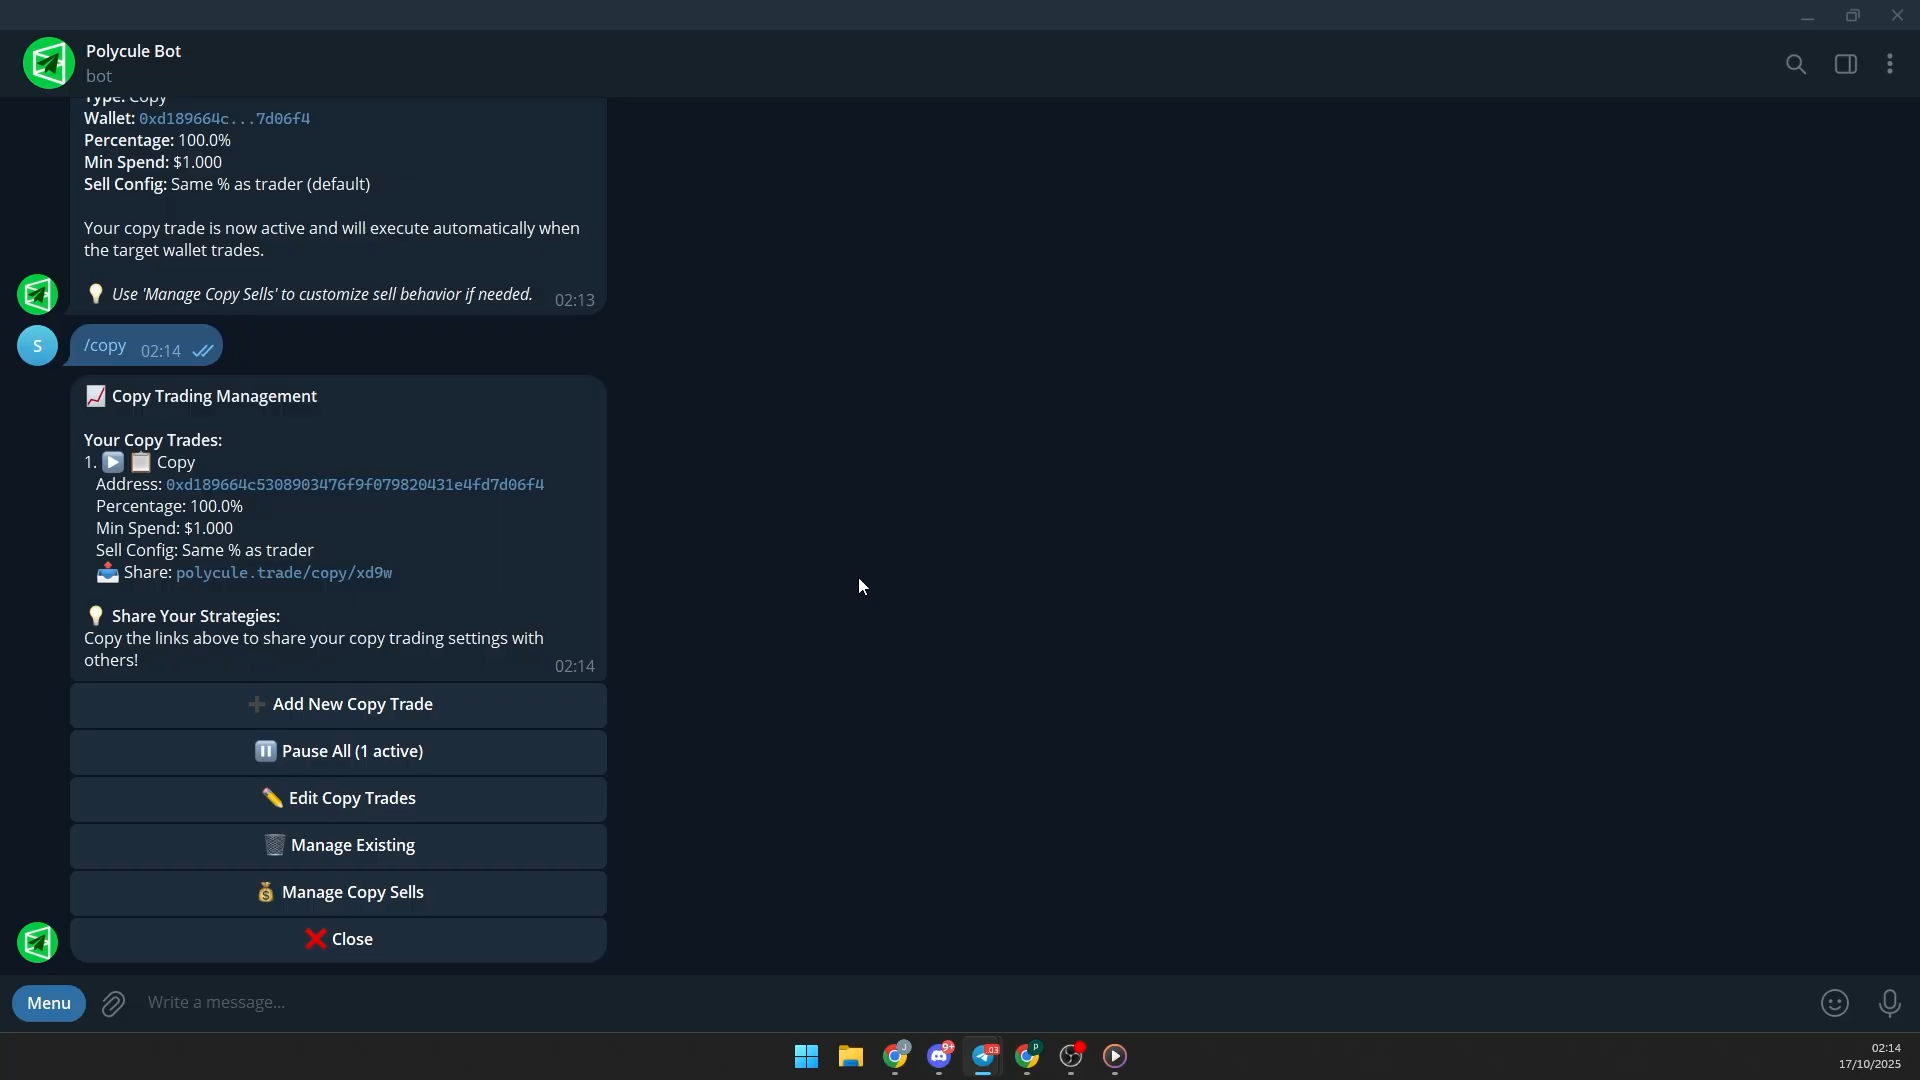 Polycule Bot
bot
Type: Copy
Wallet: 0xd189664c...7d06f4
Percentage: 100.0%
Min Spend: $1.000
Sell Config: Same % as trader (default)
Your copy trade is now active and will execute automatically when
the target wallet trades.
💡 Use 'Manage Copy Sells' to customize sell behavior if needed. 02:13
S
/copy 02:14
📈 Copy Trading Management
Your Copy Trades:
1. ▶️ 📋 Copy
Address: 0xd189664c5308903476f9f079820431e4fd7d06f4
Percentage: 100.0%
Min Spend: $1.000
Sell Config: Same % as trader
📤 Share: polycule.trade/copy/xd9w
💡 Share Your Strategies:
Copy the links above to share your copy trading settings with
others! 02:14
➕ Add New Copy Trade
⏸️ Pause All (1 active)
✏️ Edit Copy Trades
🗑️ Manage Existing
💰 Manage Copy Sells
❌ Close
Menu
Write a message...
J
9+
P
02:14
17/10/2025